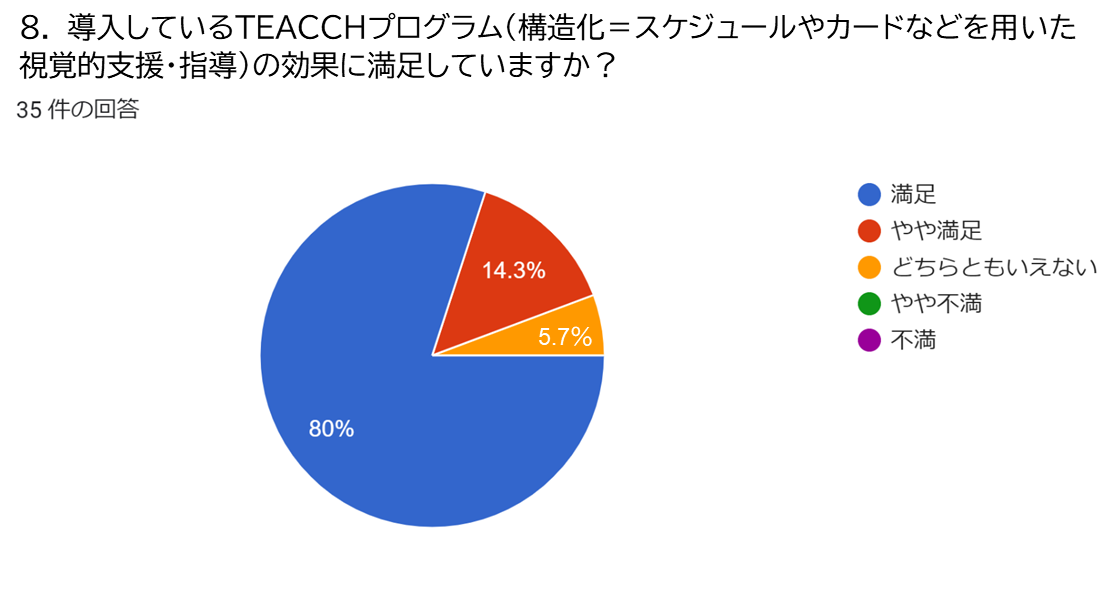 ８．導入しているTEACCHプログラム（構造化＝スケジュールやカードなどを用いた
視覚的支援・指導）の効果に満足していますか？
35 件の回答
満足
やや満足
どちらともいえない
やや不満
不満
14.3%
5.7%
80%